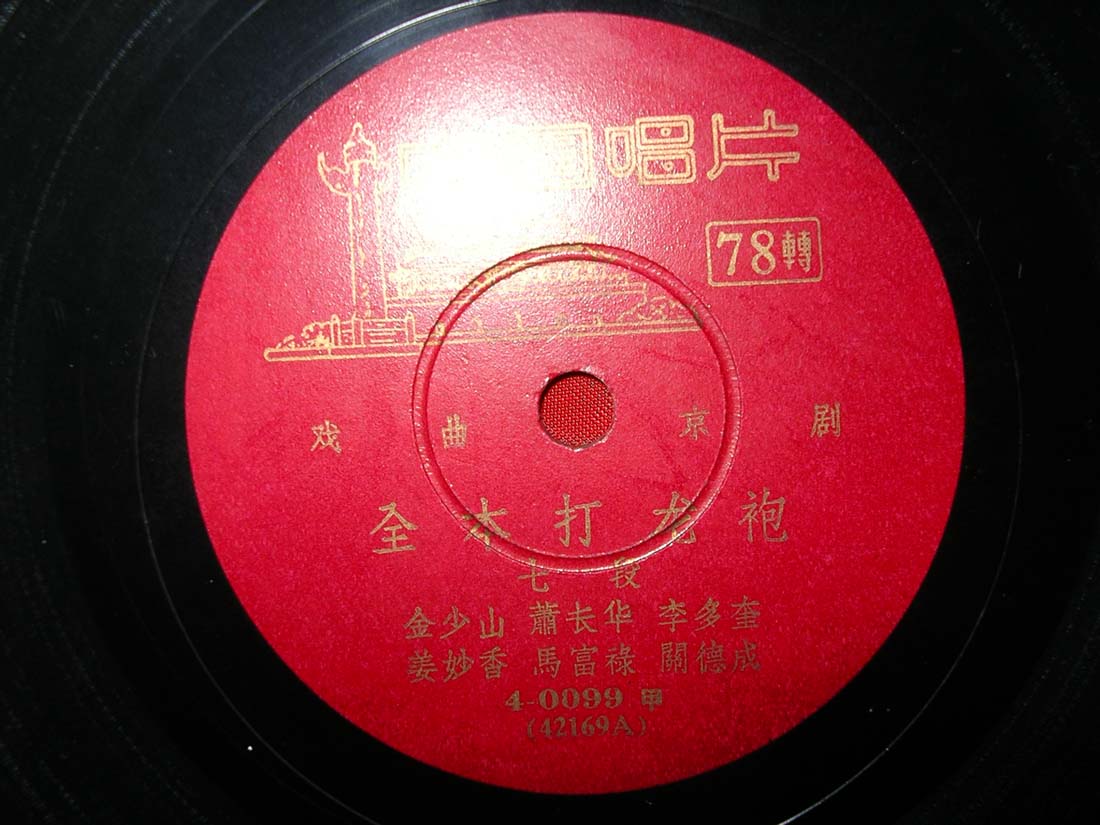 唱片
78轉
戏曲 京剧
全本打龙袍
七段
金少山 蕭长华 李多奎
姜妙香 馬富祿 關德成
4-0099 甲
(42169A)